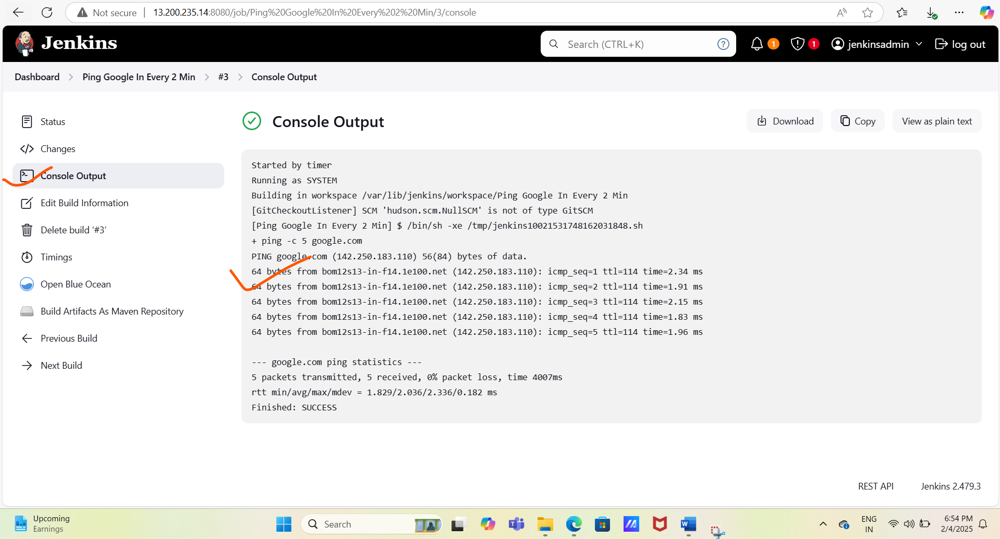 Not secure
13.200.235.14:8080/job/Ping%20Google%20In%20Every%202%20Min/3/console
Jenkins
Search (CTRL+K)
1
1
jenkinsadmin
log out
Dashboard
Ping Google In Every 2 Min
#3
Console Output
Status
Changes
Console Output
Edit Build Information
Delete build ‘#3’
Timings
Open Blue Ocean
Build Artifacts As Maven Repository
Previous Build
Next Build
Console Output
Download
Copy
View as plain text
Started by timer
Running as SYSTEM
Building in workspace /var/lib/jenkins/workspace/Ping Google In Every 2 Min
[GitCheckoutListener] SCM 'hudson.scm.NullSCM' is not of type GitSCM
[Ping Google In Every 2 Min] $ /bin/sh -xe /tmp/jenkins10021531748162031848.sh
+ ping -c 5 google.com
PING google.com (142.250.183.110) 56(84) bytes of data.
64 bytes from bom12s13-in-f14.1e100.net (142.250.183.110): icmp_seq=1 ttl=114 time=2.34 ms
64 bytes from bom12s13-in-f14.1e100.net (142.250.183.110): icmp_seq=2 ttl=114 time=1.91 ms
64 bytes from bom12s13-in-f14.1e100.net (142.250.183.110): icmp_seq=3 ttl=114 time=2.15 ms
64 bytes from bom12s13-in-f14.1e100.net (142.250.183.110): icmp_seq=4 ttl=114 time=1.83 ms
64 bytes from bom12s13-in-f14.1e100.net (142.250.183.110): icmp_seq=5 ttl=114 time=1.96 ms
--- google.com ping statistics ---
5 packets transmitted, 5 received, 0% packet loss, time 4007ms
rtt min/avg/max/mdev = 1.829/2.036/2.336/0.182 ms
Finished: SUCCESS
REST API
Jenkins 2.479.3
Upcoming
Earnings
Search
ENG
IN
6:54 PM
2/4/2025